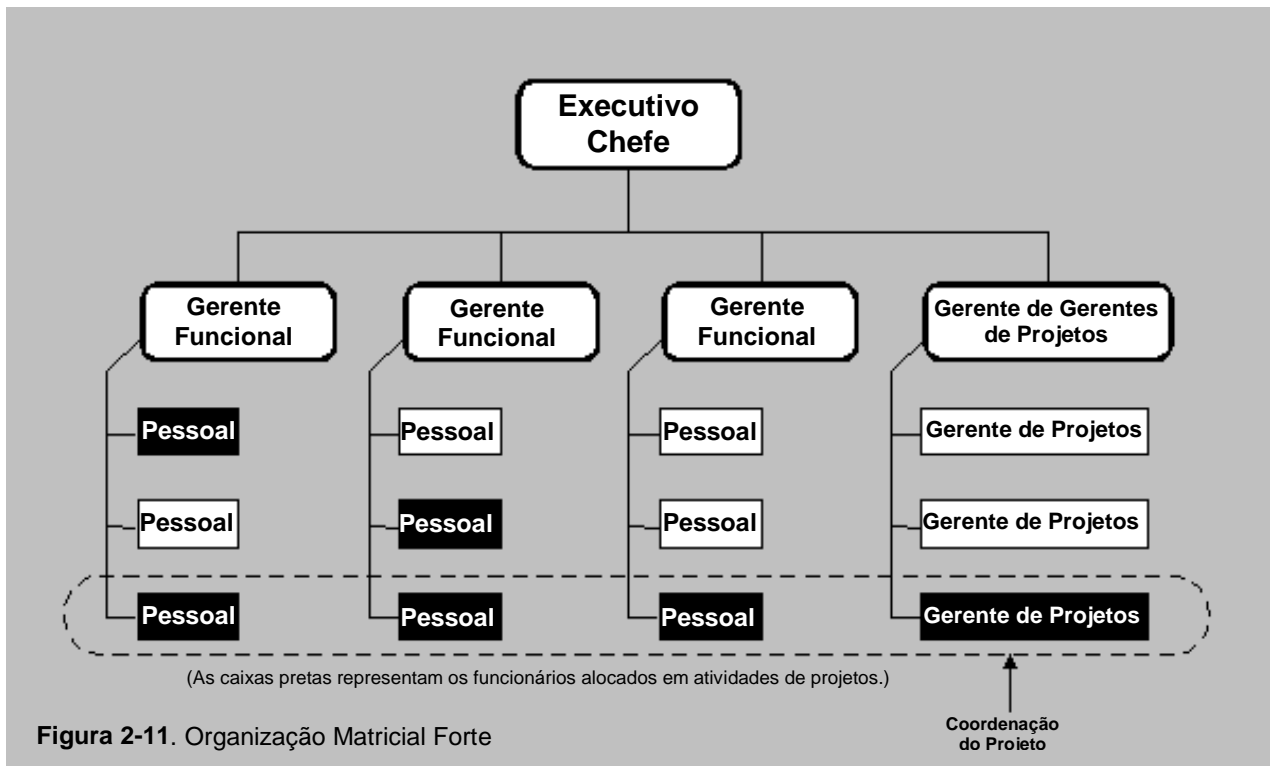 Executivo
Chefe
Gerente
Funcional
Gerente
Funcional
Gerente
Funcional
Gerente de Gerentes
de Projetos
Pessoal
Pessoal
Pessoal
Gerente de Projetos
Pessoal
Pessoal
Pessoal
Gerente de Projetos
Pessoal
Pessoal
Pessoal
Gerente de Projetos
(As caixas pretas representam os funcionários alocados em atividades de projetos.)
Coordenação
do Projeto
Figura 2-11. Organização Matricial Forte